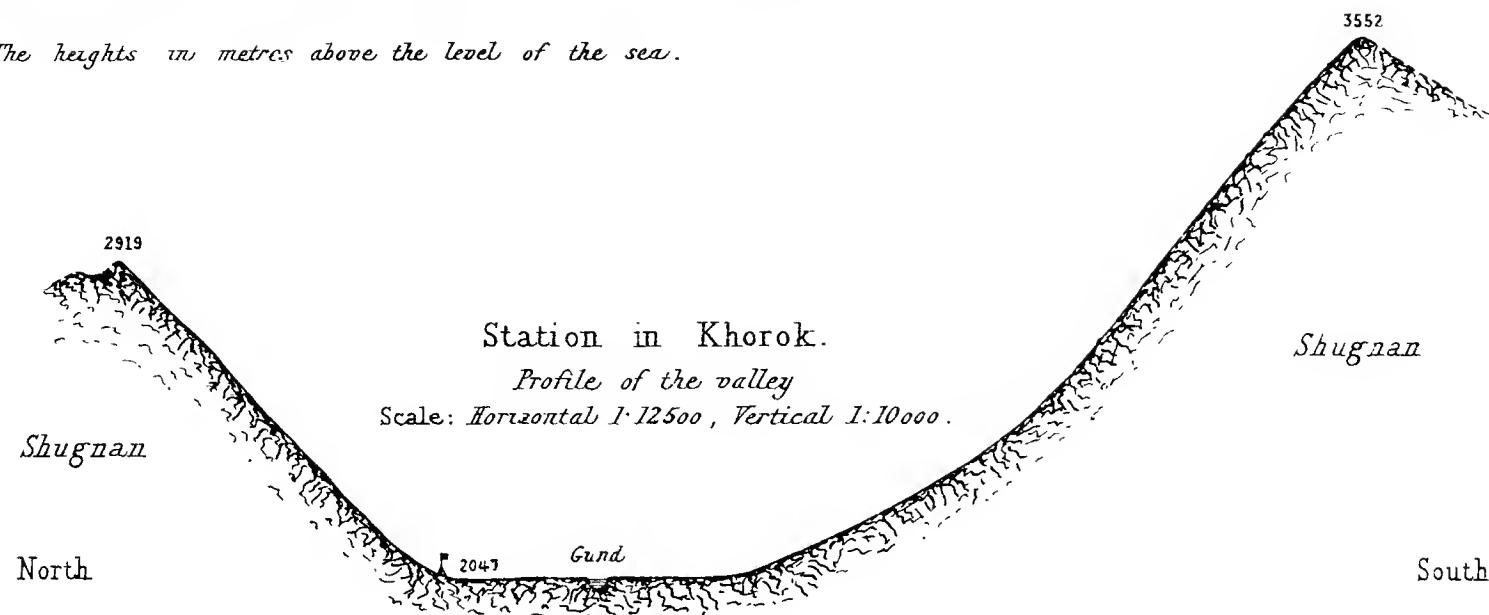 3552
The heights in metres above the level of the sea.
2919
Station in Khorok.
Profile of the valley
Scale: Horizontal 1:12500, Vertical 1:10000.
Shugnan
Shugnan
2043
Gund
North
South